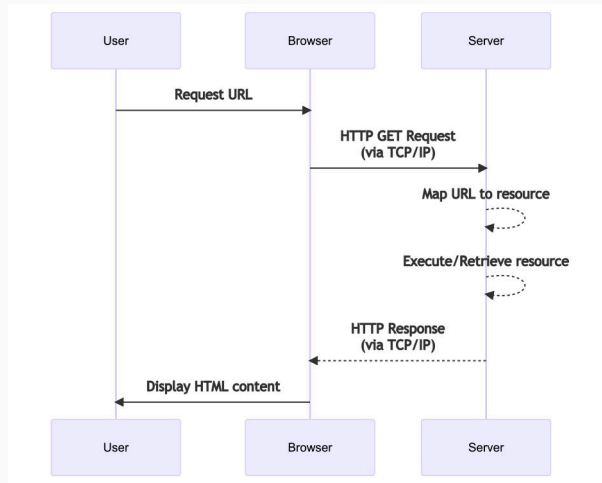 User
Browser
Server
Request URL
HTTP GET Request
(via TCP/IP)
Map URL to resource
Execute/Retrieve resource
HTTP Response
(via TCP/IP)
Display HTML content
User
Browser
Server